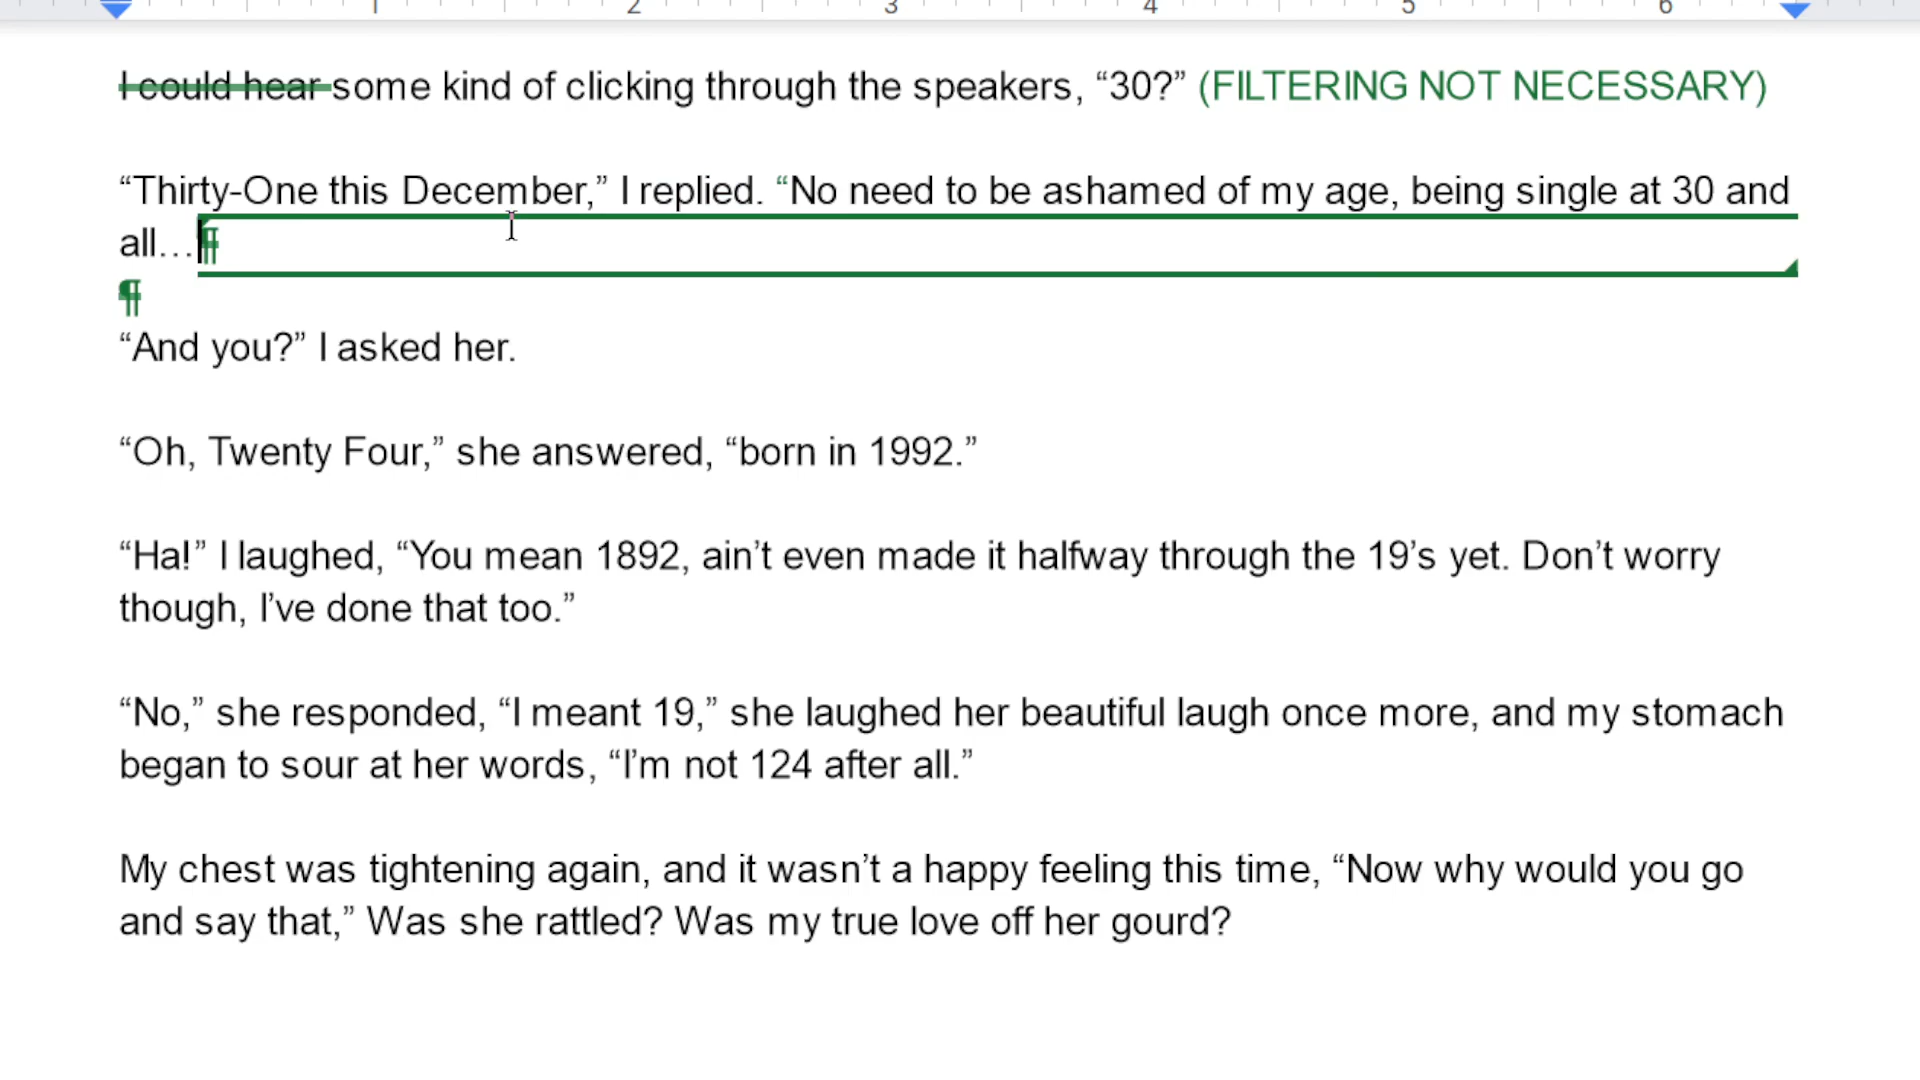 1 2 3 4 5 6
I could hear some kind of clicking through the speakers, “30?” (FILTERING NOT NECESSARY)
“Thirty-One this December,” I replied. “No need to be ashamed of my age, being single at 30 and
all…¶
¶
“And you?” I asked her.
“Oh, Twenty Four,” she answered, “born in 1992.”
“Ha!” I laughed, “You mean 1892, ain’t even made it halfway through the 19’s yet. Don’t worry
though, I’ve done that too.”
“No,” she responded, “I meant 19,” she laughed her beautiful laugh once more, and my stomach
began to sour at her words, “I’m not 124 after all.”
My chest was tightening again, and it wasn’t a happy feeling this time, “Now why would you go
and say that,” Was she rattled? Was my true love off her gourd?